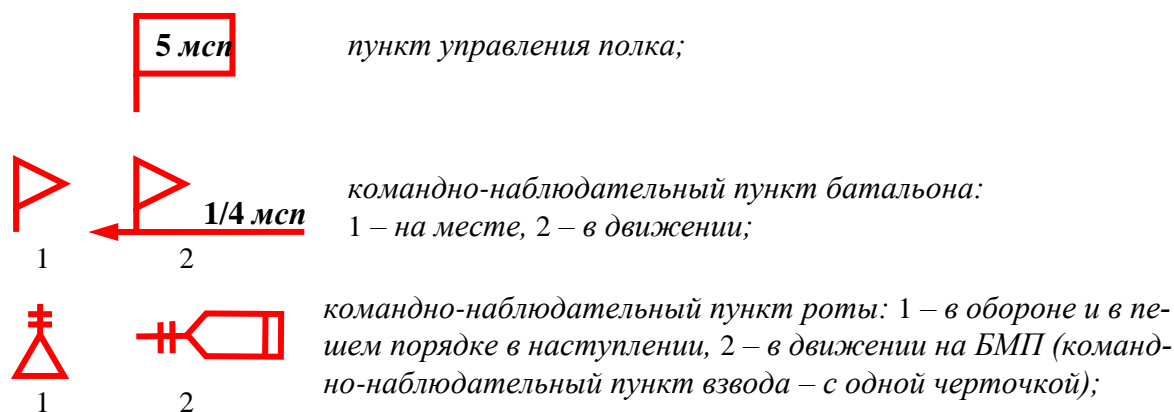 5 мсп
пункт управления полка;
командно-наблюдательный пункт батальона:
1/4 мсп
1 – на месте, 2 – в движении;
1
2
командно-наблюдательный пункт роты: 1 – в обороне и в пе-
шем порядке в наступлении, 2 – в движении на БМП (команд-
но-наблюдательный пункт взвода – с одной черточкой);
1
2